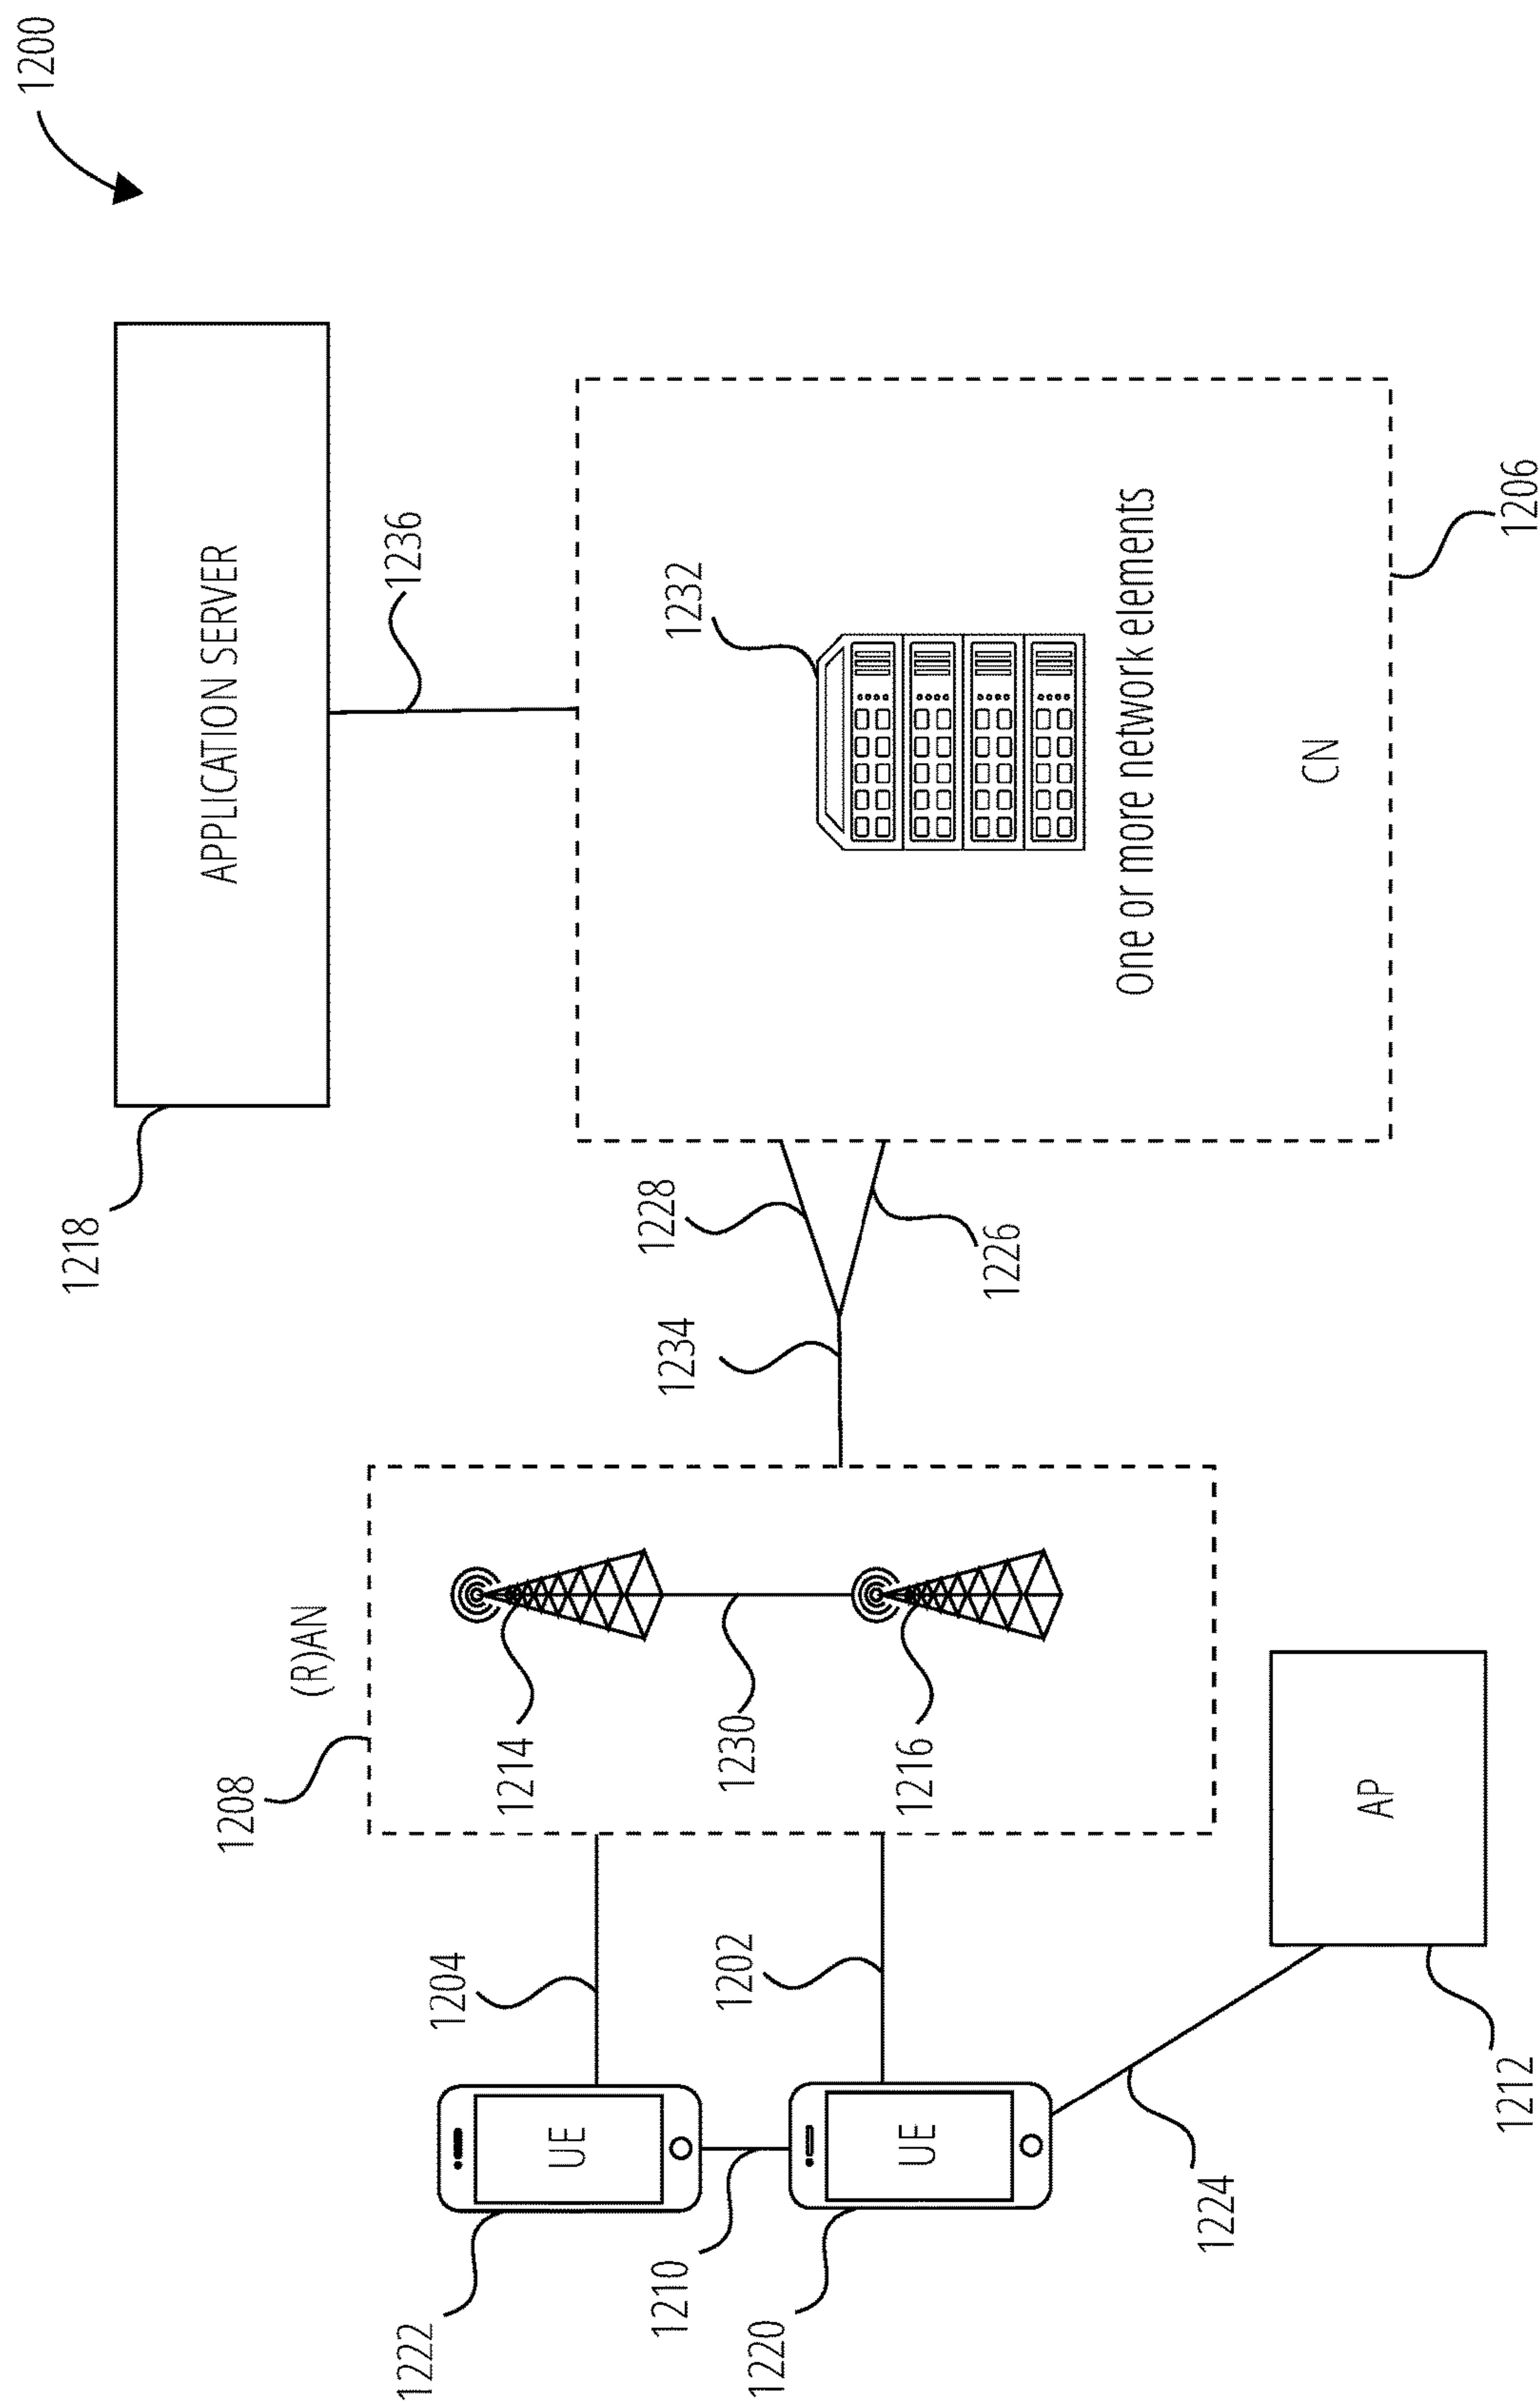 1200
APPLICATION SERVER
1218
1236
1232
One or more network elements
CN
1206
1228
1226
1234
(R)AN
1208
1214
1230
1216
1204
1202
UE
1222
1210
UE
1220
1224
AP
1212